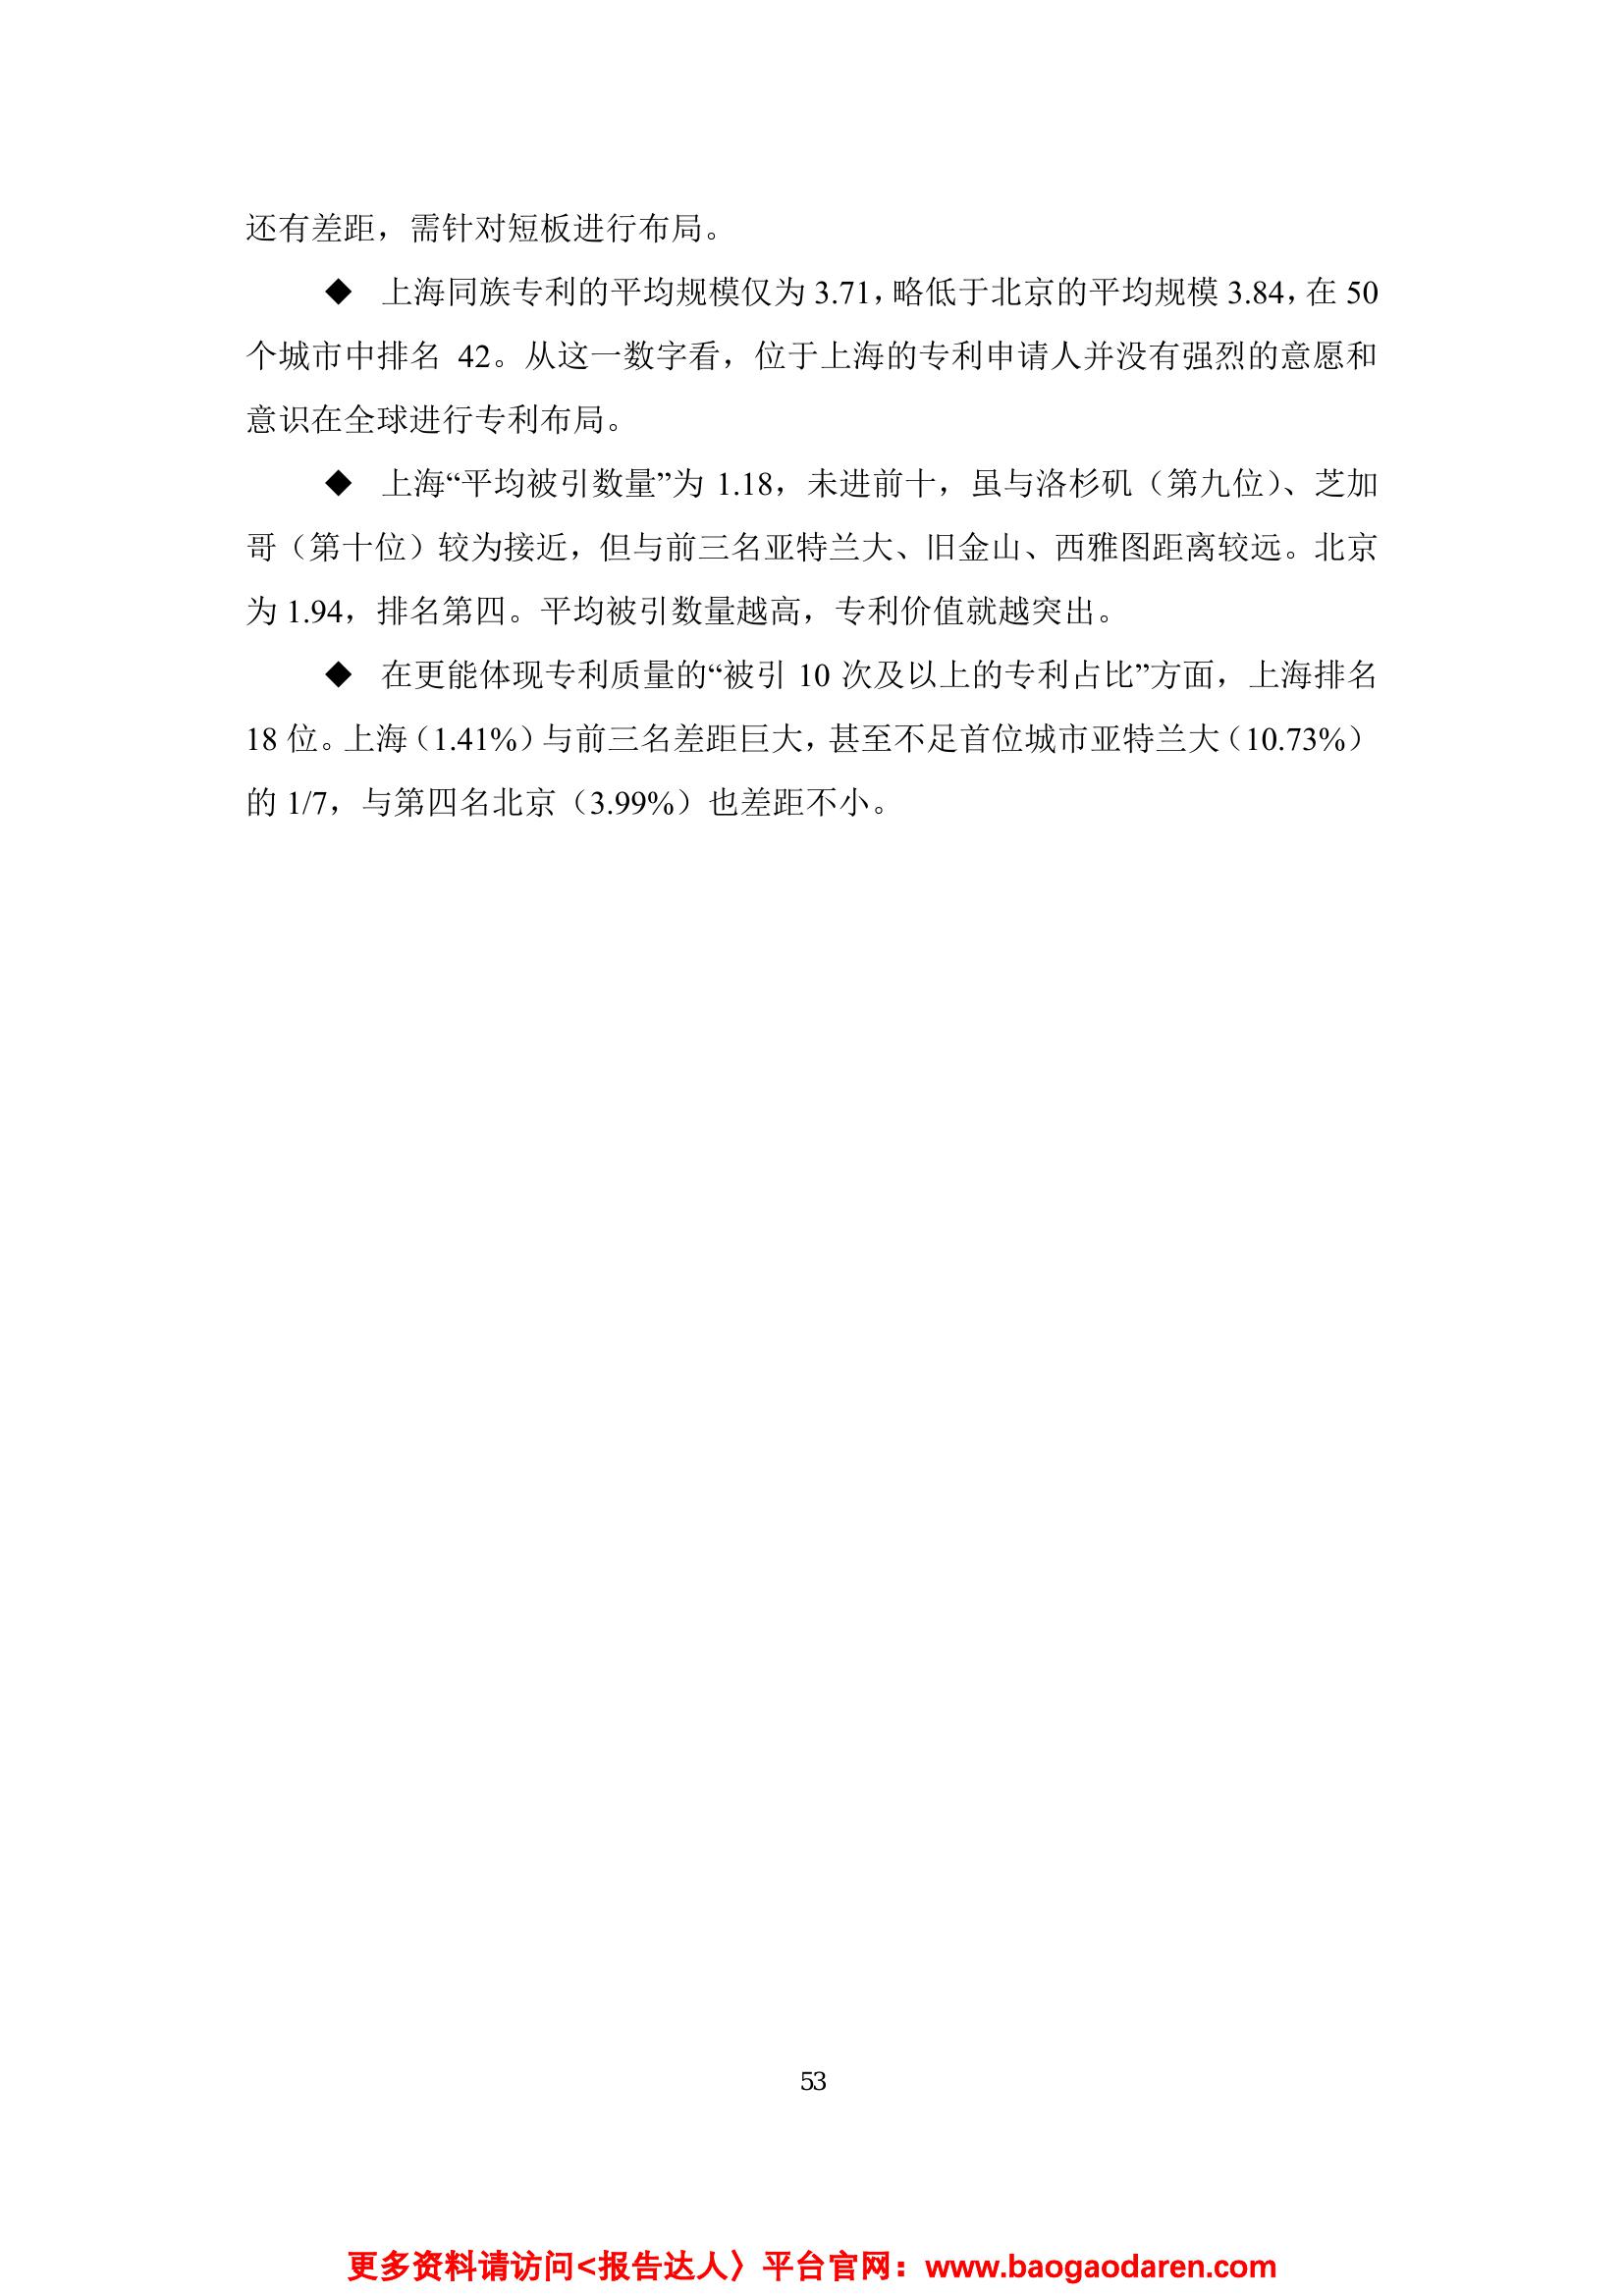 还有差距，需针对短板进行布局。
◆ 上海同族专利的平均规模仅为 3.71，略低于北京的平均规模 3.84，在 50
个城市中排名 42。从这一数字看，位于上海的专利申请人并没有强烈的意愿和
意识在全球进行专利布局。
◆ 上海“平均被引数量”为 1.18，未进前十，虽与洛杉矶（第九位）、芝加
哥（第十位）较为接近，但与前三名亚特兰大、旧金山、西雅图距离较远。北京
为 1.94，排名第四。平均被引数量越高，专利价值就越突出。
◆ 在更能体现专利质量的“被引 10 次及以上的专利占比”方面，上海排名
18 位。上海（1.41%）与前三名差距巨大，甚至不足首位城市亚特兰大（10.73%）
的 1/7，与第四名北京（3.99%）也差距不小。
53
更多资料请访问<报告达人〉平台官网：www.baogaodaren.com